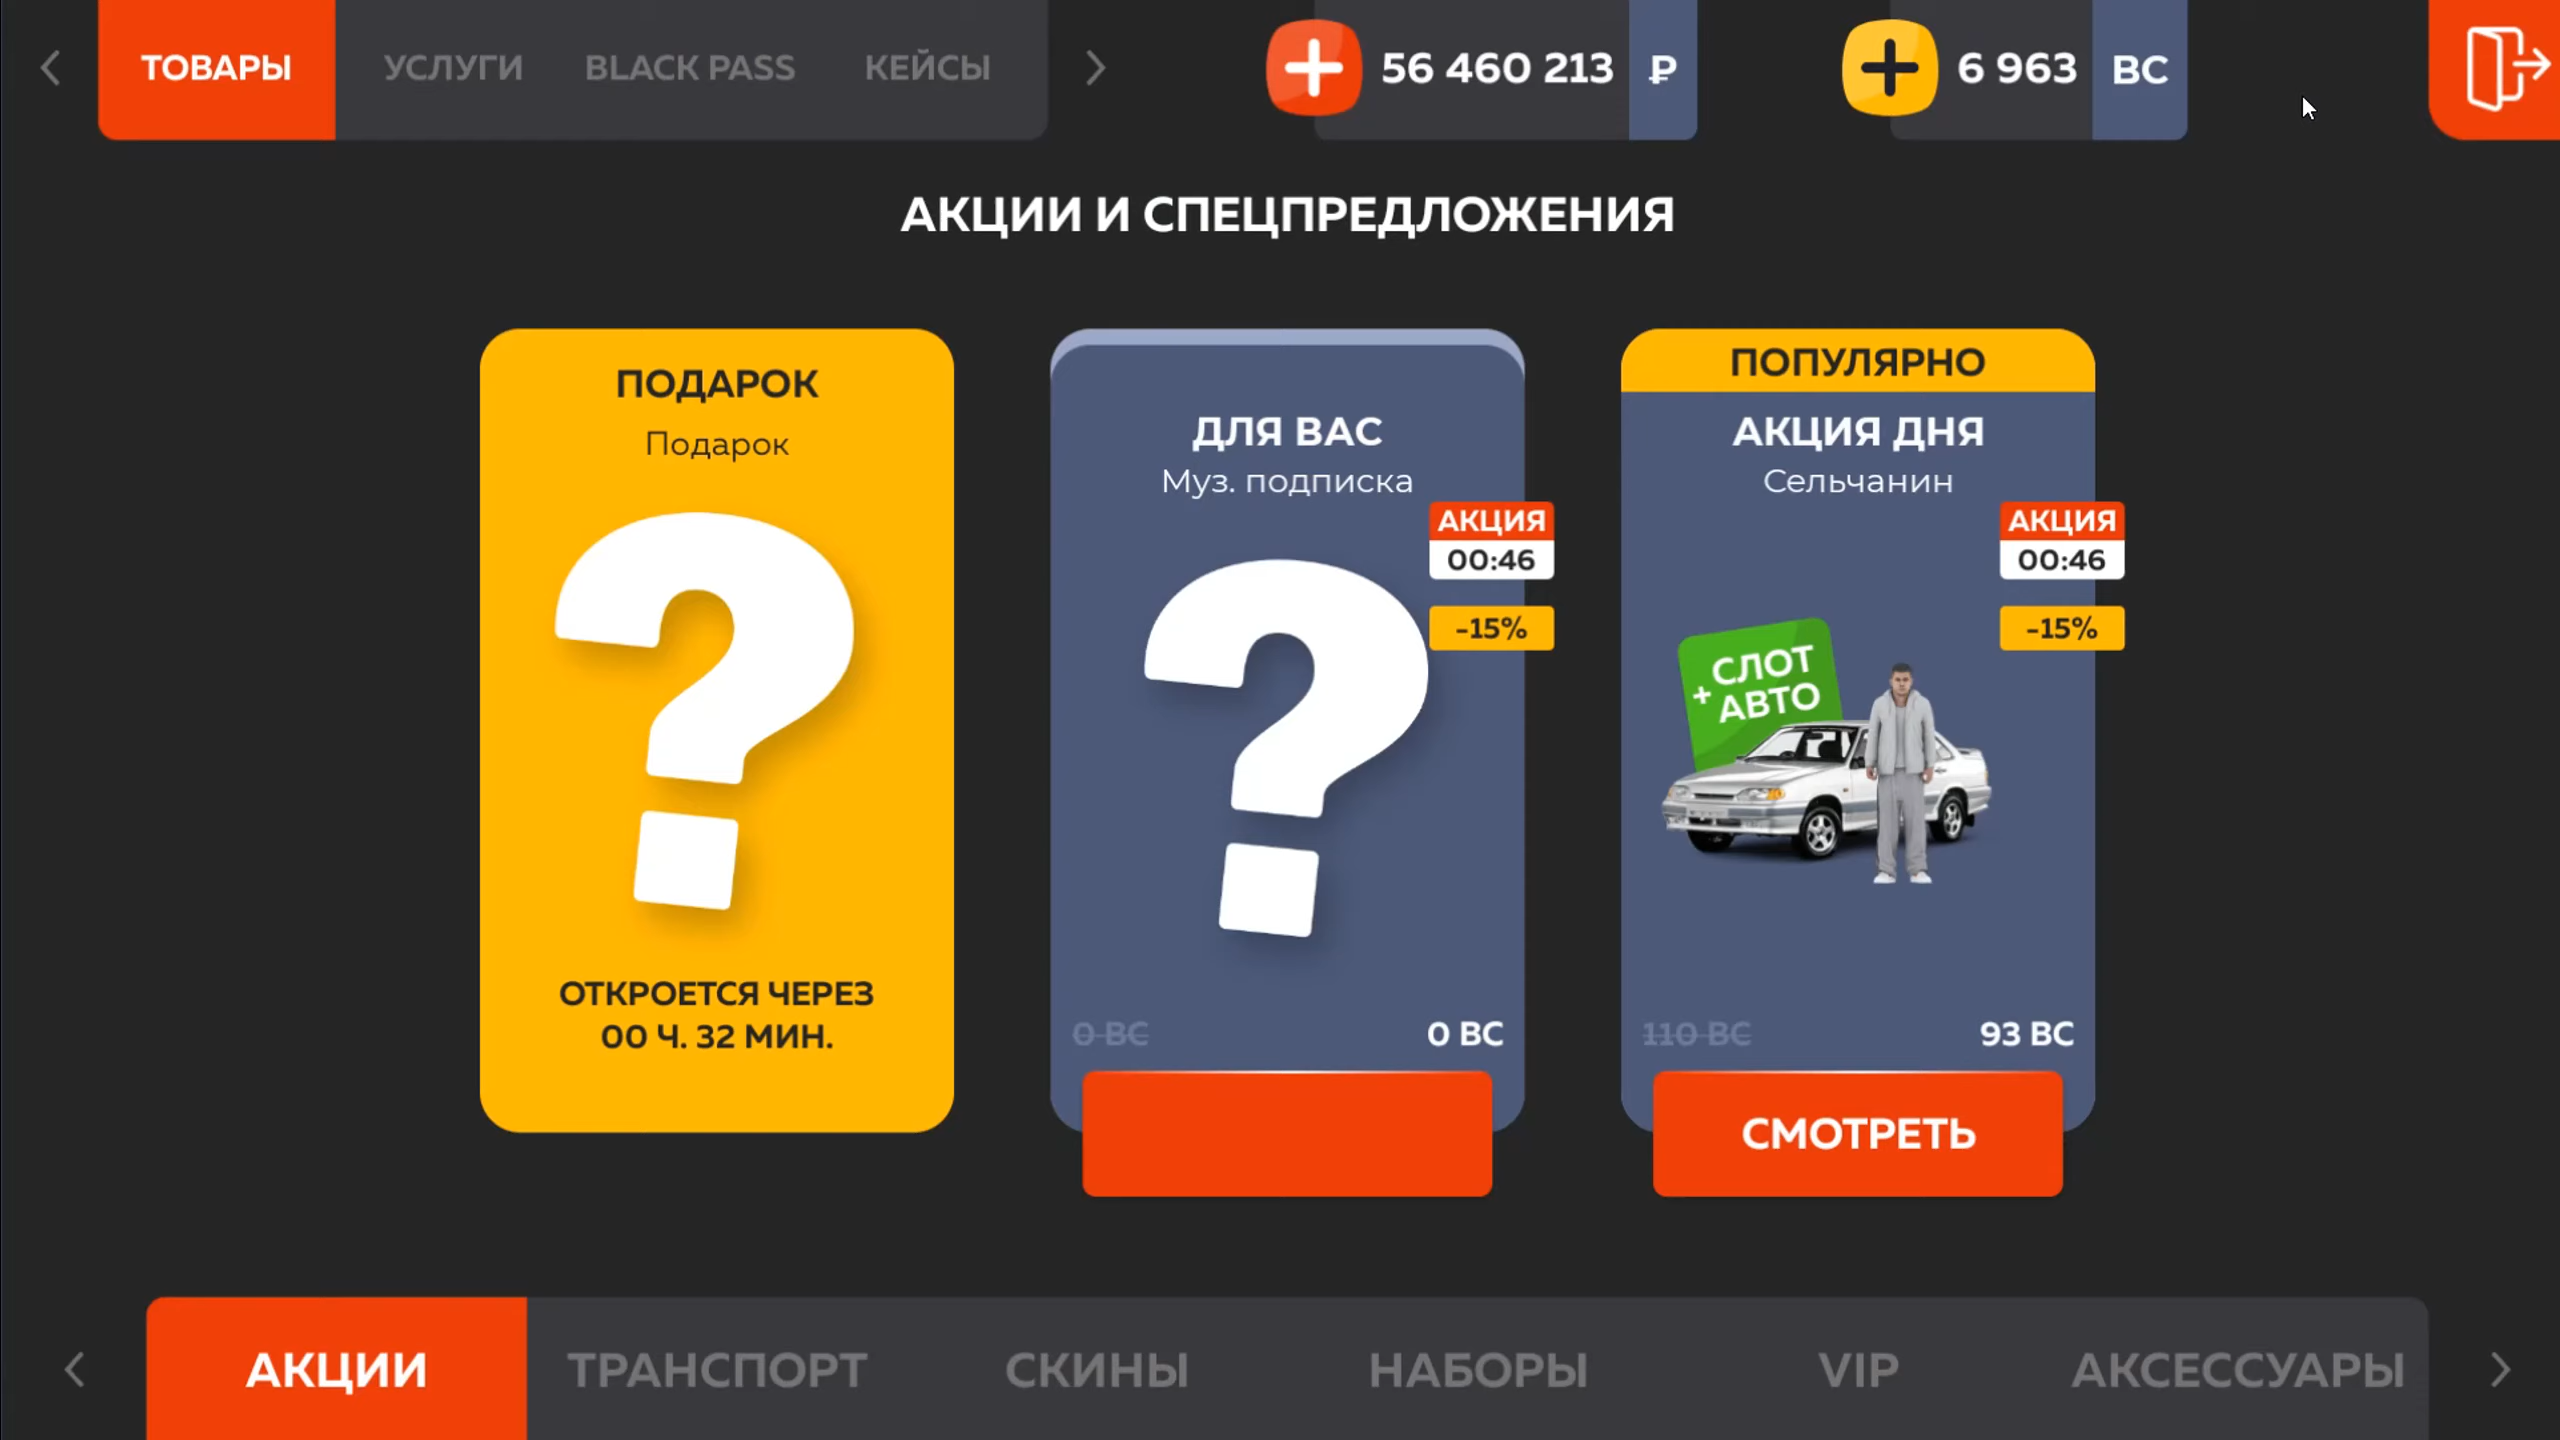 ТОВАРЫ
УСЛУГИ
BLACK PASS
КЕЙСЫ
56 460 213 ₽
6 963 BC
АКЦИИ И СПЕЦПРЕДЛОЖЕНИЯ
ПОДАРОК
Подарок
?
ОТКРОЕТСЯ ЧЕРЕЗ
00 Ч. 32 МИН.
ДЛЯ ВАС
Муз. подписка
АКЦИЯ
00:46
-15%
?
0 BC
0 BC
ПОПУЛЯРНО
АКЦИЯ ДНЯ
Сельчанин
АКЦИЯ
00:46
-15%
СЛОТ
+ АВТО
110 BC
93 BC
СМОТРЕТЬ
АКЦИИ
ТРАНСПОРТ
СКИНЫ
НАБОРЫ
VIP
АКСЕССУАРЫ